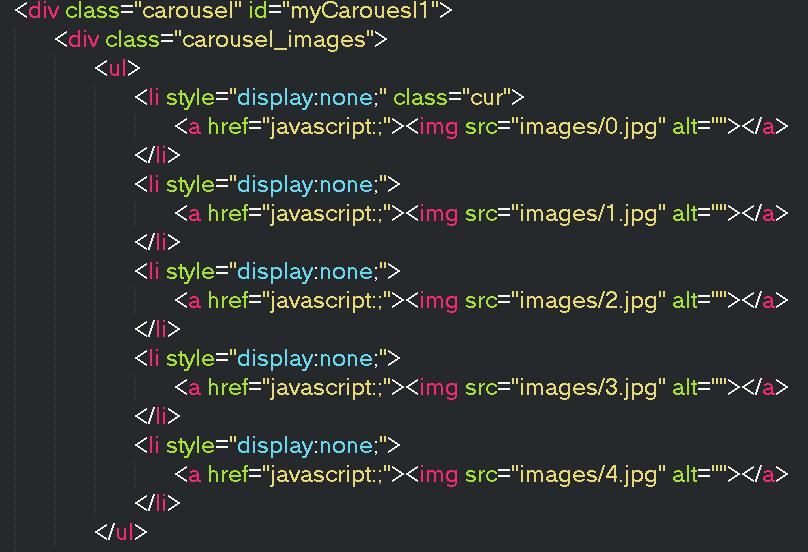 <div class="carousel" id="myCarouesl1">
<div class="carousel_images">
<ul>
<li style="display:none;" class="cur">
<a href="javascript:;"><img src="images/0.jpg" alt=""></a>
</li>
<li style="display:none;">
<a href="javascript:;"><img src="images/1.jpg" alt=""></a>
</li>
<li style="display:none;">
<a href="javascript:;"><img src="images/2.jpg" alt=""></a>
</li>
<li style="display:none;">
<a href="javascript:;"><img src="images/3.jpg" alt=""></a>
</li>
<li style="display:none;">
<a href="javascript:;"><img src="images/4.jpg" alt=""></a>
</li>
</ul>